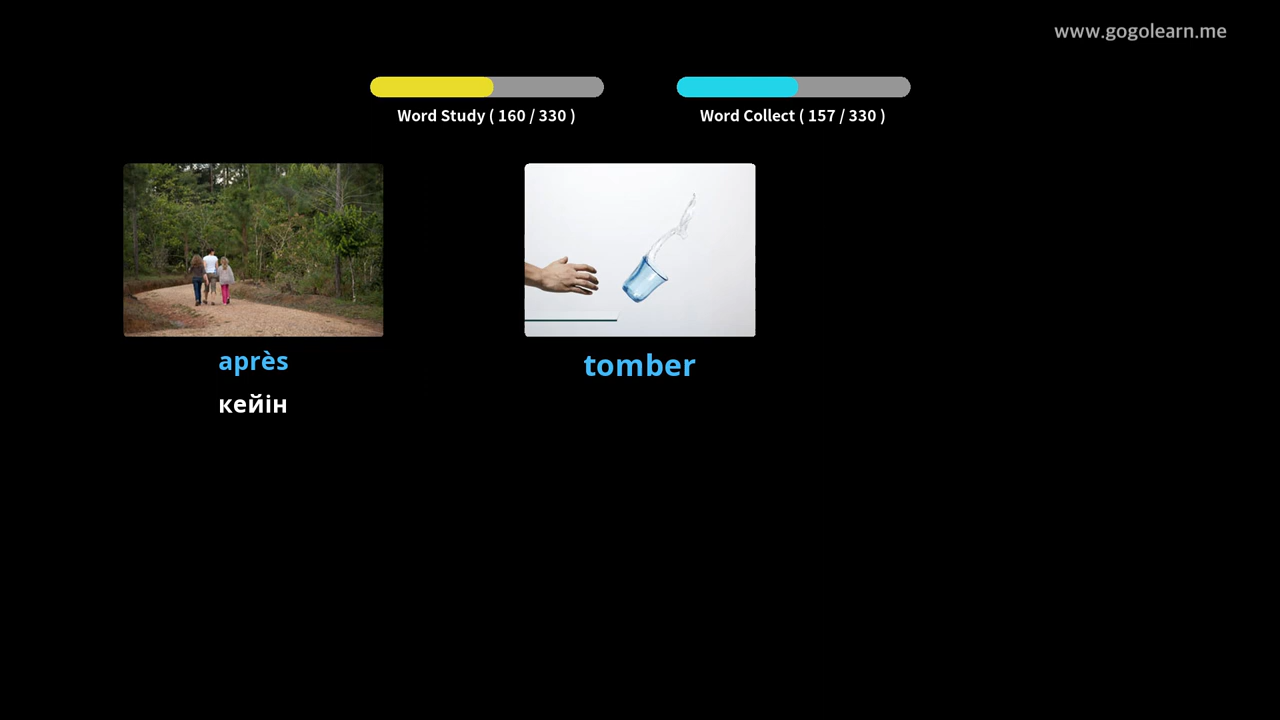 www.gogolearn.me
Word Study ( 160 / 330 )
Word Collect ( 157 / 330 )
après
кейін
tomber